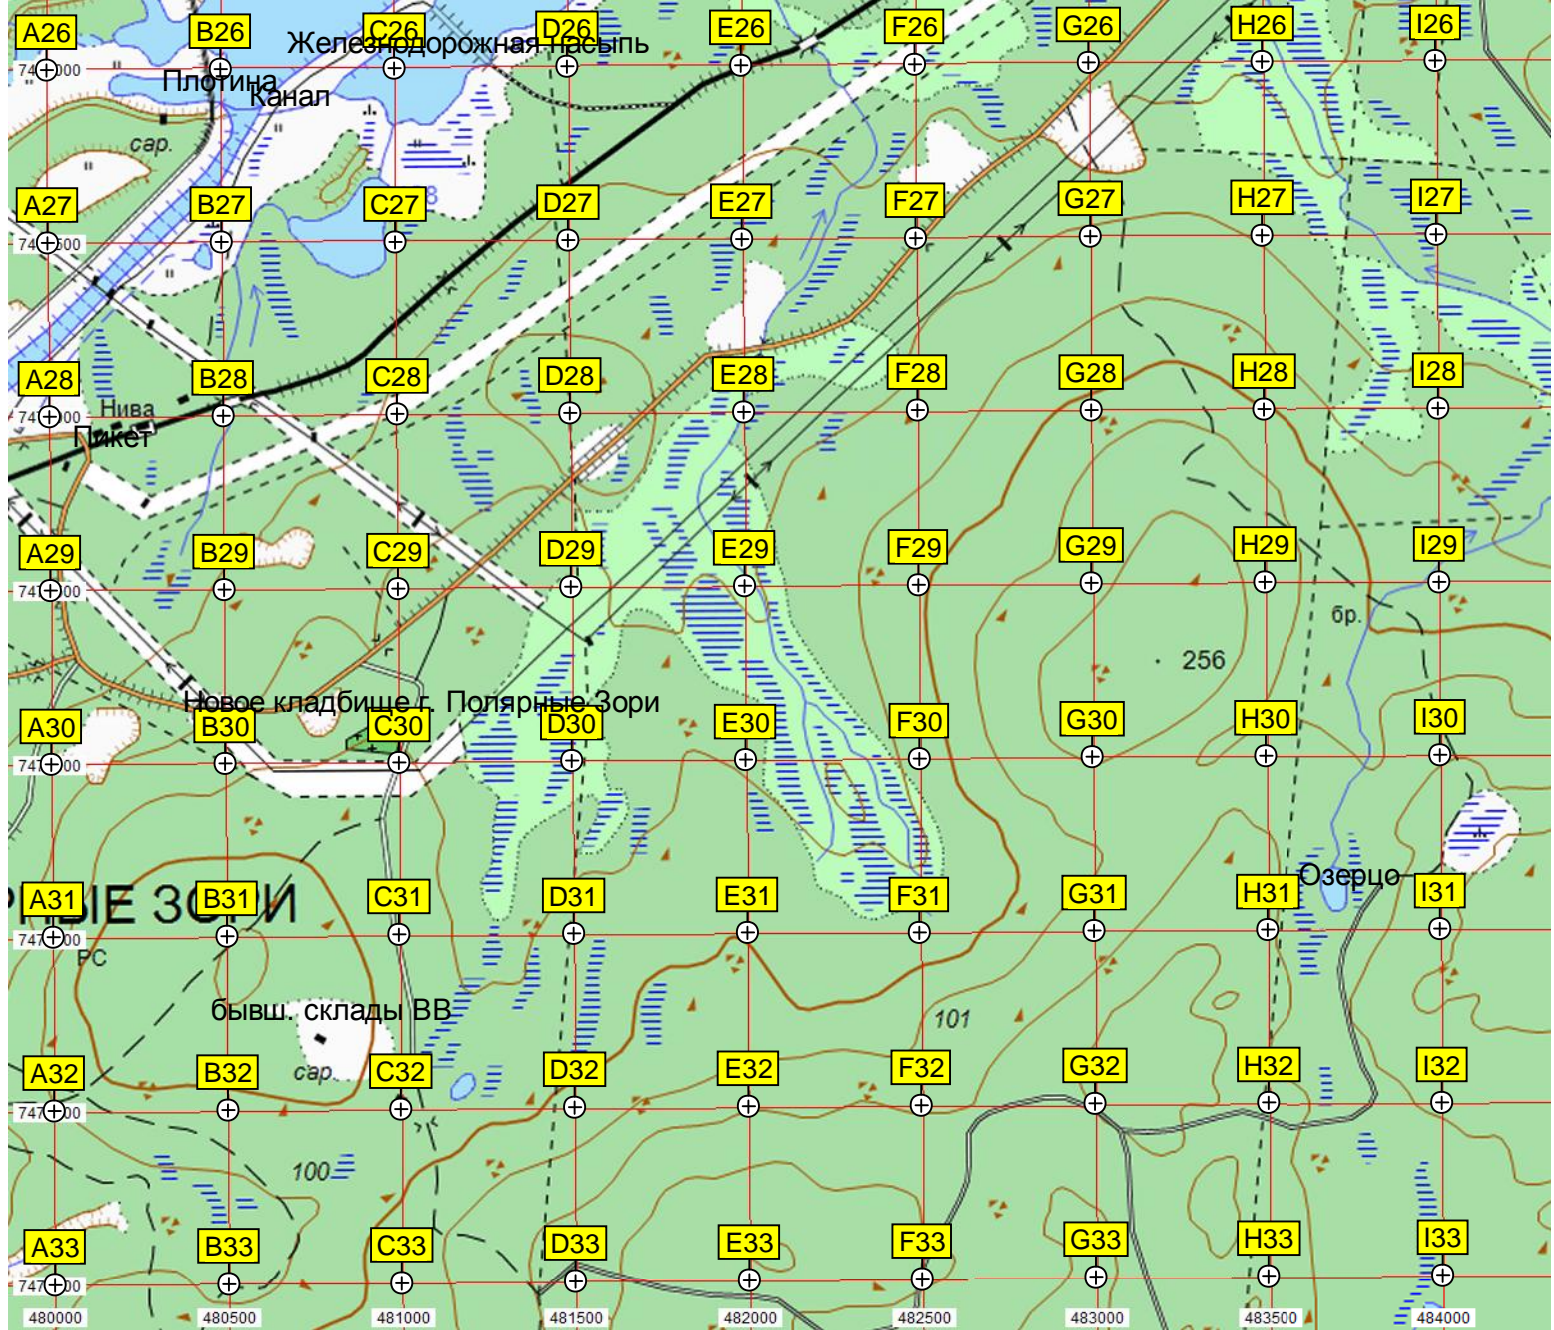 A26 B26 C26 D26 E26 F26 G26 H26 I26
Железнодорожная насыпь
Плотина
Канал
сар.
A27 B27 C27 D27 E27 F27 G27 H27 I27
A28 B28 C28 D28 E28 F28 G28 H28 I28
Нива
Пикет
A29 B29 C29 D29 E29 F29 G29 H29 I29
бр.
256
Новое кладбище г. Полярные Зори
A30 B30 C30 D30 E30 F30 G30 H30 I30
Озерцо
A31 B31 C31 D31 E31 F31 G31 H31 I31
РНЫЕ ЗОРИ
РС
бывш. склады ВВ
101
сар.
A32 B32 C32 D32 E32 F32 G32 H32 I32
100
A33 B33 C33 D33 E33 F33 G33 H33 I33
480000 480500 481000 481500 482000 482500 483000 483500 484000